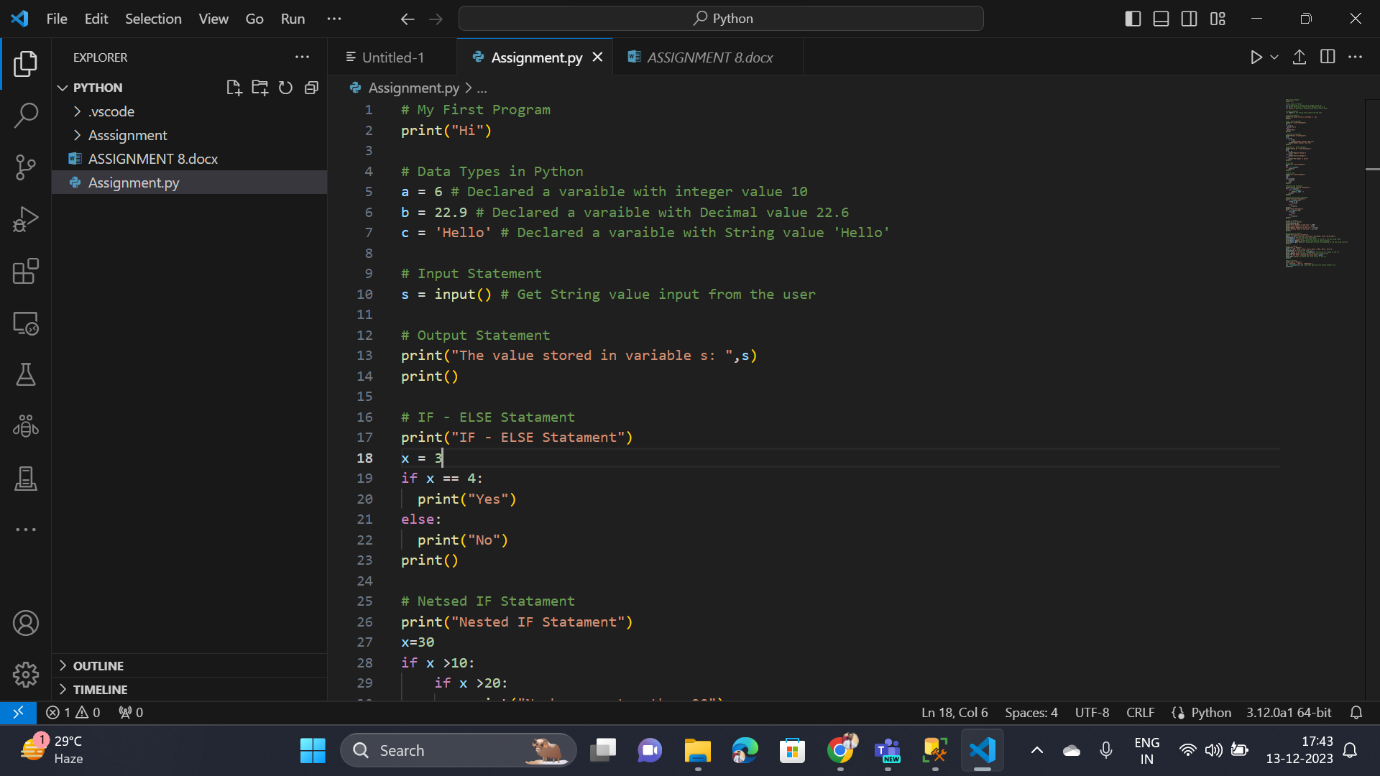 File Edit Selection View Go Run ···
Python
EXPLORER
PYTHON
.vscode
Asssignment
ASSIGNMENT 8.docx
Assignment.py
OUTLINE
TIMELINE
Untitled-1
Assignment.py
ASSIGNMENT 8.docx
Assignment.py > ...
1 # My First Program
2 print("Hi")
3
4 # Data Types in Python
5 a = 6 # Declared a varaible with integer value 10
6 b = 22.9 # Declared a varaible with Decimal value 22.6
7 c = 'Hello' # Declared a varaible with String value 'Hello'
8
9 # Input Statement
10 s = input() # Get String value input from the user
11
12 # Output Statement
13 print("The value stored in variable s: ",s)
14 print()
15
16 # IF - ELSE Statament
17 print("IF - ELSE Statament")
18 x = 3
19 if x == 4:
20 print("Yes")
21 else:
22 print("No")
23 print()
24
25 # Netsed IF Statament
26 print("Nested IF Statament")
27 x=30
28 if x >10:
29 if x >20:
1 0 0
Ln 18, Col 6 Spaces: 4 UTF-8 CRLF Python 3.12.0a1 64-bit
1
29°C
Haze
Search
NEW
ENG
IN
17:43
13-12-2023